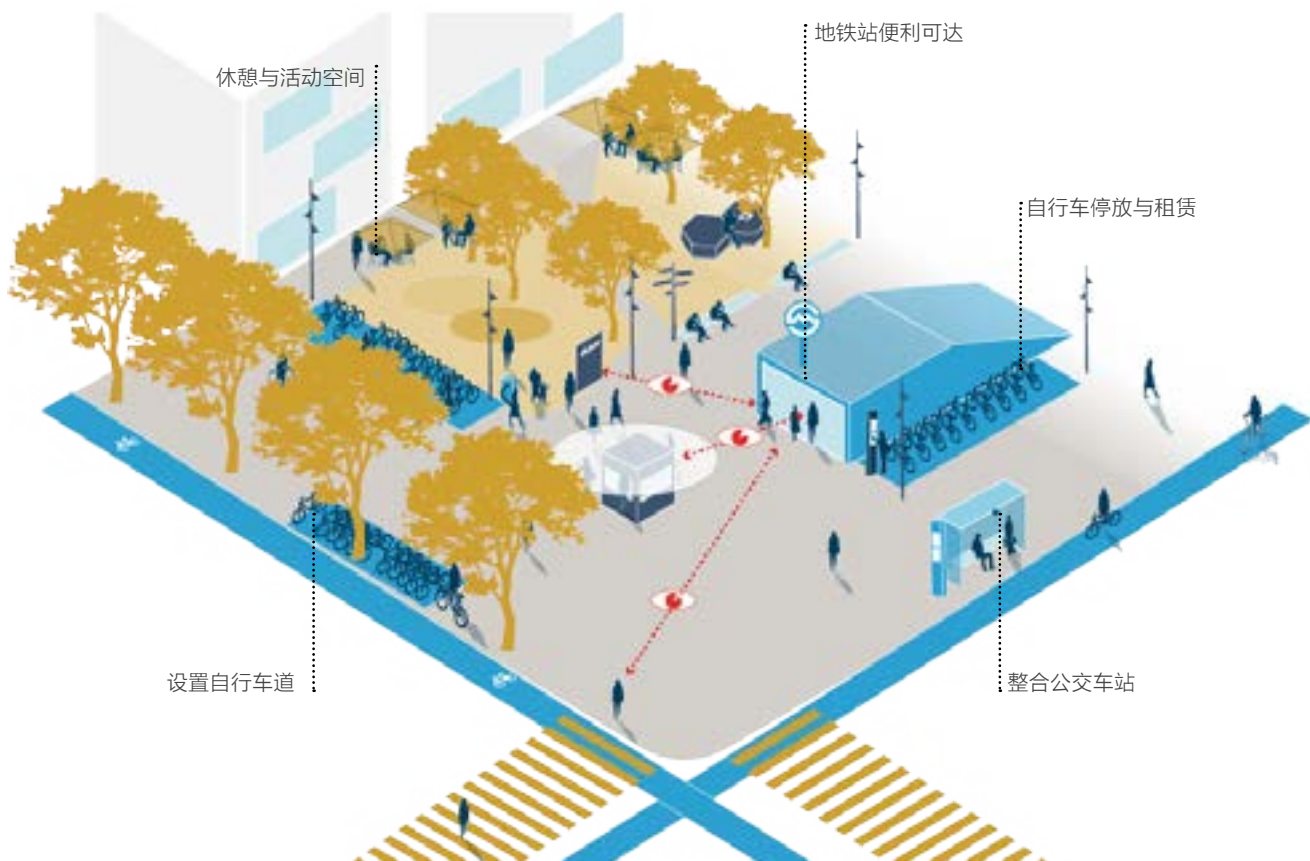 地铁站便利可达
休憩与活动空间
自行车停放与租赁
设置自行车道
整合公交车站